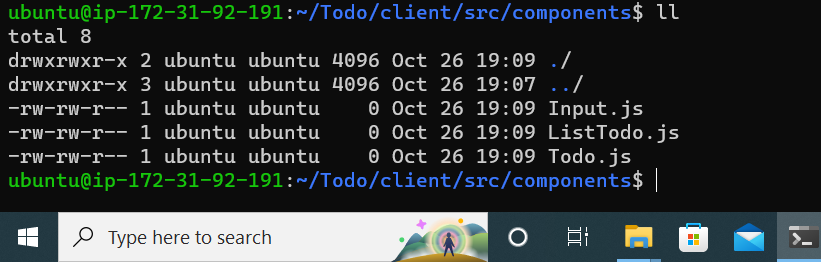 ubuntu@ip-172-31-92-191:~/Todo/client/src/components$ ll
total 8
drwxrwxr-x 2 ubuntu ubuntu 4096 Oct 26 19:09 ./
drwxrwxr-x 3 ubuntu ubuntu 4096 Oct 26 19:07 ../
-rw-rw-r-- 1 ubuntu ubuntu    0 Oct 26 19:09 Input.js
-rw-rw-r-- 1 ubuntu ubuntu    0 Oct 26 19:09 ListTodo.js
-rw-rw-r-- 1 ubuntu ubuntu    0 Oct 26 19:09 Todo.js
ubuntu@ip-172-31-92-191:~/Todo/client/src/components$
Type here to search